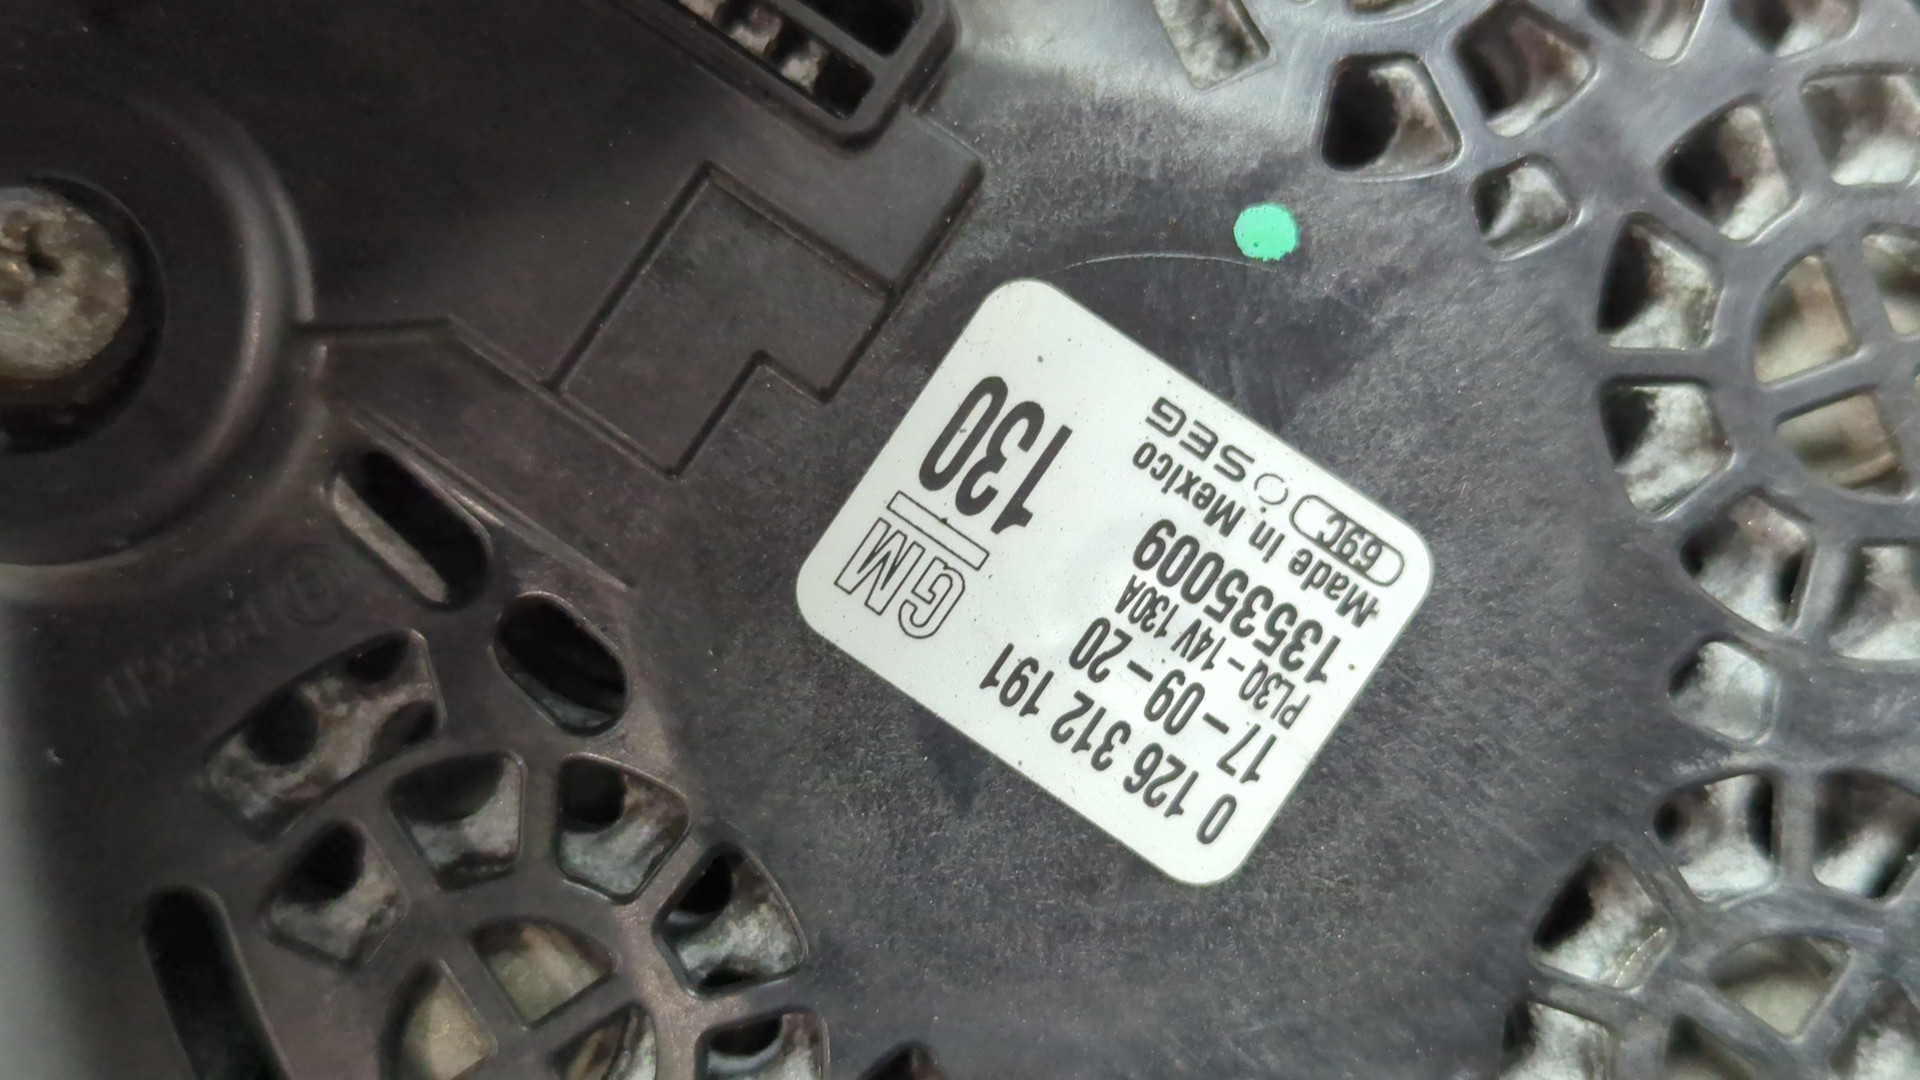 0 126 312 191
17-09-20
PL30 - 14V 130A
13535009
Made in Mexico
69C SEG
GM
130